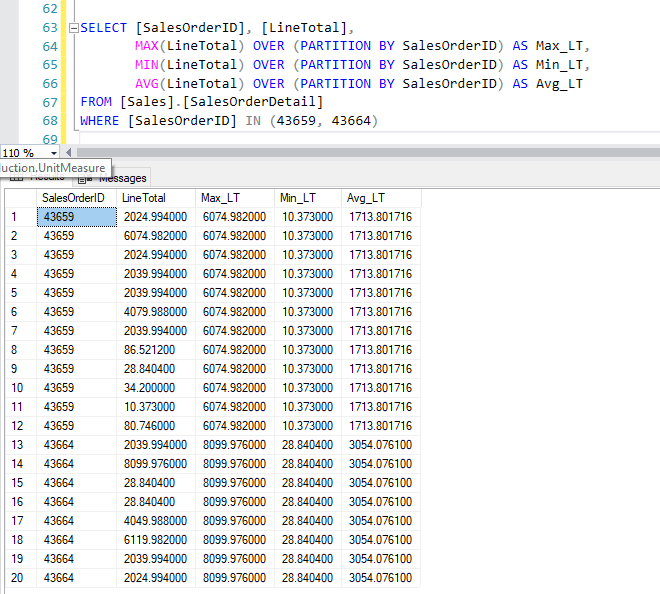 62
63 SELECT [SalesOrderID], [LineTotal],
64 MAX(LineTotal) OVER (PARTITION BY SalesOrderID) AS Max_LT,
65 MIN(LineTotal) OVER (PARTITION BY SalesOrderID) AS Min_LT,
66 AVG(LineTotal) OVER (PARTITION BY SalesOrderID) AS Avg_LT
67 FROM [Sales].[SalesOrderDetail]
68 WHERE [SalesOrderID] IN (43659, 43664)
69
110 %
duction.UnitMeasure
Results Messages
SalesOrderID LineTotal Max_LT Min_LT Avg_LT
1 43659 2024.994000 6074.982000 10.373000 1713.801716
2 43659 6074.982000 6074.982000 10.373000 1713.801716
3 43659 2024.994000 6074.982000 10.373000 1713.801716
4 43659 2039.994000 6074.982000 10.373000 1713.801716
5 43659 2039.994000 6074.982000 10.373000 1713.801716
6 43659 4079.988000 6074.982000 10.373000 1713.801716
7 43659 2039.994000 6074.982000 10.373000 1713.801716
8 43659 86.521200 6074.982000 10.373000 1713.801716
9 43659 28.840400 6074.982000 10.373000 1713.801716
10 43659 34.200000 6074.982000 10.373000 1713.801716
11 43659 10.373000 6074.982000 10.373000 1713.801716
12 43659 80.746000 6074.982000 10.373000 1713.801716
13 43664 2039.994000 8099.976000 28.840400 3054.076100
14 43664 8099.976000 8099.976000 28.840400 3054.076100
15 43664 28.840400 8099.976000 28.840400 3054.076100
16 43664 28.840400 8099.976000 28.840400 3054.076100
17 43664 4049.988000 8099.976000 28.840400 3054.076100
18 43664 6119.982000 8099.976000 28.840400 3054.076100
19 43664 2039.994000 8099.976000 28.840400 3054.076100
20 43664 2024.994000 8099.976000 28.840400 3054.076100